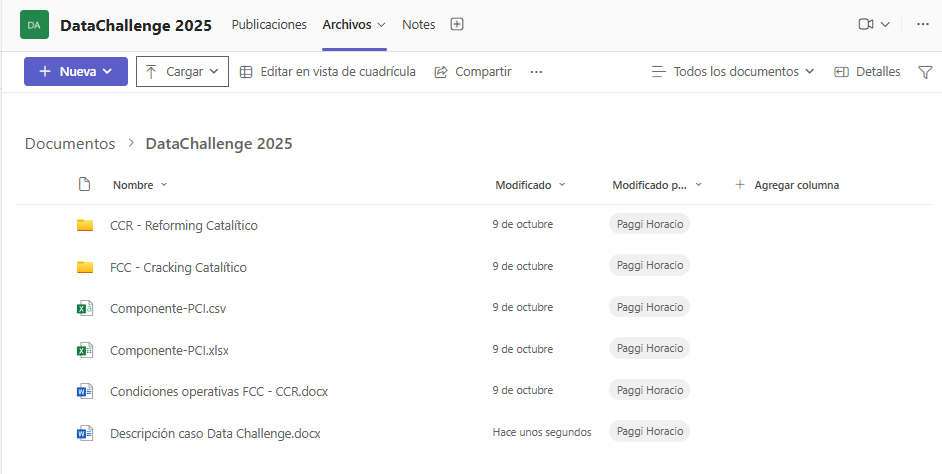 DA DataChallenge 2025 Publicaciones Archivos Notes
Nueva Cargar Editar en vista de cuadrícula Compartir ... Todos los documentos Detalles
Documentos > DataChallenge 2025
Nombre Modificado Modificado p... Agregar columna
CCR - Reforming Catalítico 9 de octubre Paggi Horacio
FCC - Cracking Catalítico 9 de octubre Paggi Horacio
Componente-PCI.csv 9 de octubre Paggi Horacio
Componente-PCI.xlsx 9 de octubre Paggi Horacio
Condiciones operativas FCC - CCR.docx 9 de octubre Paggi Horacio
Descripción caso Data Challenge.docx Hace unos segundos Paggi Horacio